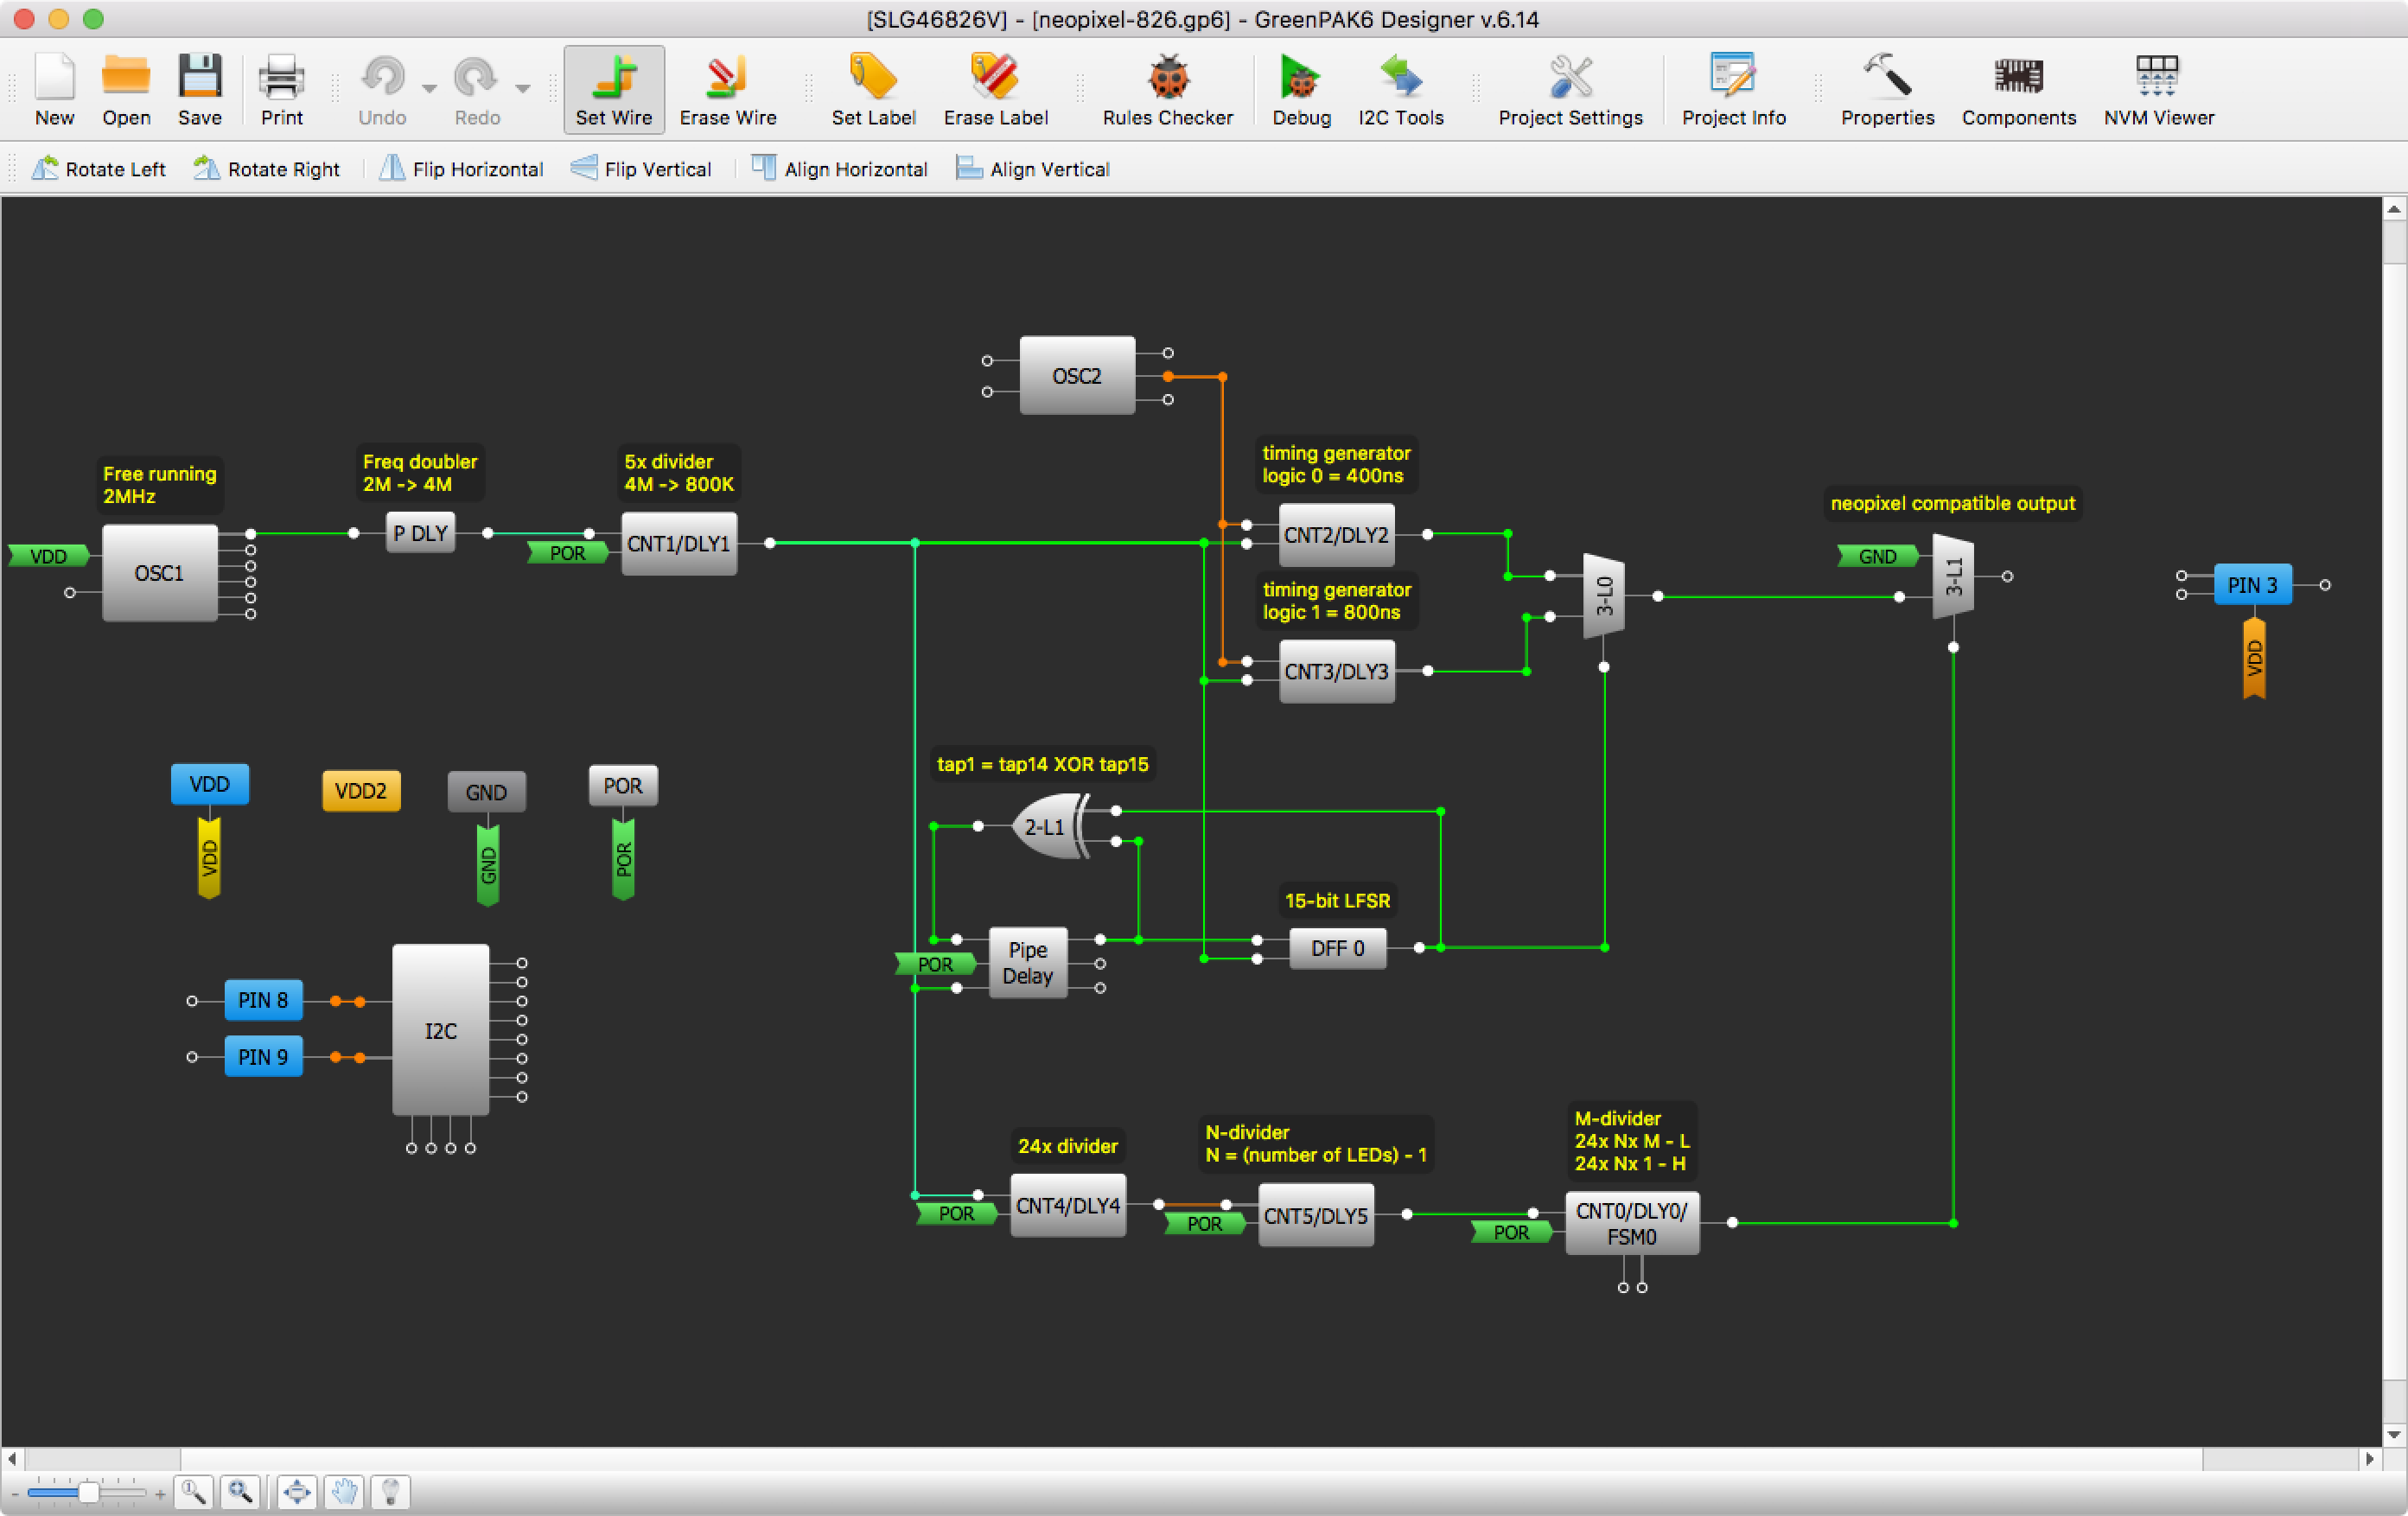 [SLG46826V] - [neopixel-826.gp6] - GreenPAK6 Designer v.6.14
New Open Save Print Undo Redo Set Wire Erase Wire Set Label Erase Label Rules Checker Debug I2C Tools Project Settings Project Info Properties Components NVM Viewer
Rotate Left Rotate Right Flip Horizontal Flip Vertical Align Horizontal Align Vertical
OSC2
Free running
2MHz
VDD
OSC1
Freq doubler
2M -> 4M
P DLY
5x divider
4M -> 800K
POR
CNT1/DLY1
timing generator
logic 0 = 400ns
CNT2/DLY2
timing generator
logic 1 = 800ns
CNT3/DLY3
3-L0
neopixel compatible output
GND
3-L1
PIN 3
VDD
VDD
VDD
VDD2
GND
GND
POR
POR
tap1 = tap14 XOR tap15
2-L1
15-bit LFSR
POR
Pipe
Delay
DFF 0
PIN 8
PIN 9
I2C
24x divider
POR
CNT4/DLY4
N-divider
N = (number of LEDs) - 1
POR
CNT5/DLY5
M-divider
24x Nx M - L
24x Nx 1 - H
POR
CNT0/DLY0/
FSM0
- + 1